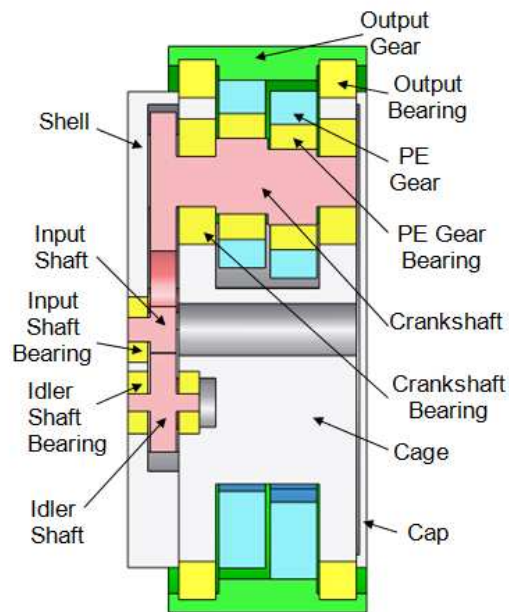 Output
Gear
Output
Bearing
Shell
PE
Gear
PE Gear
Bearing
Input
Shaft
Input
Shaft
Bearing
Crankshaft
Idler
Shaft
Bearing
Crankshaft
Bearing
Cage
Idler
Shaft
Cap